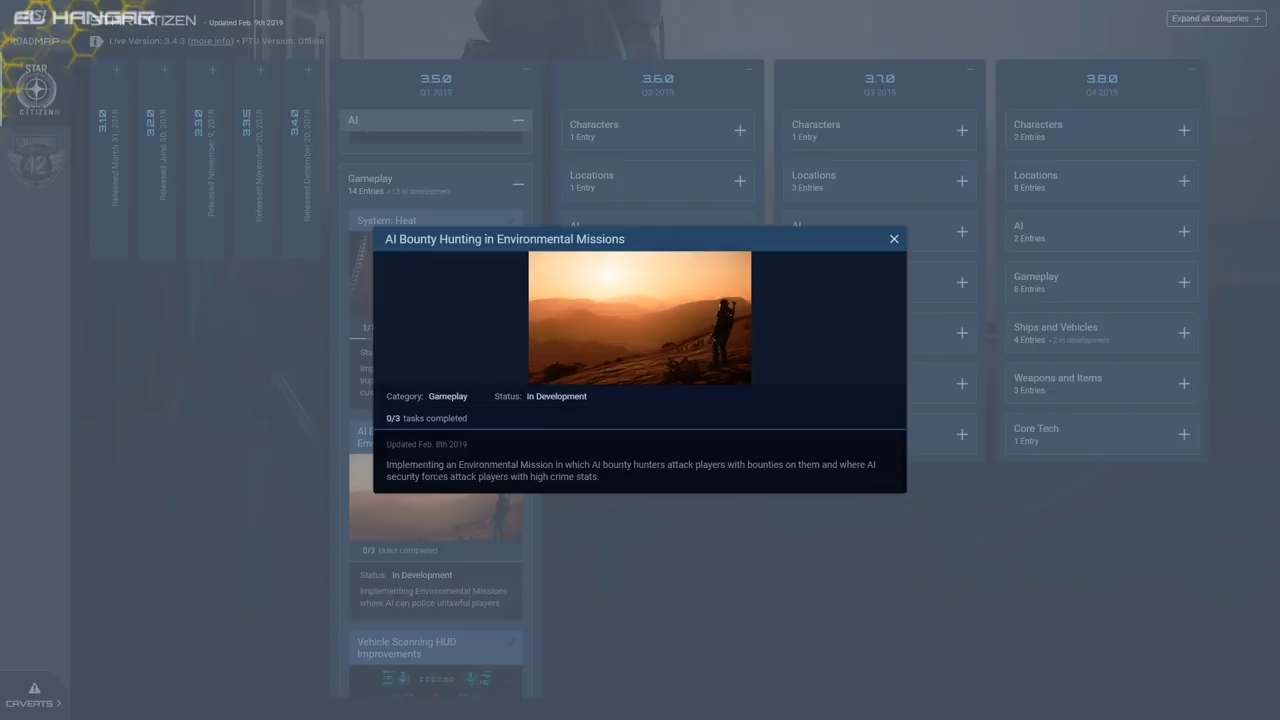 STAR CITIZEN • Updated Feb. 9th 2019
Expand all categories +
ROADMAP
Live Version: 3.4.3 (more info) • PTU Version: Offline
STAR
CITIZEN
42
3.1.0
Released March 31, 2018
3.2.0
Released June 30, 2018
3.3.0
Released November 9, 2018
3.3.5
Released November 20, 2018
3.4.0
Released December 20, 2018
3.5.0
Q1 2019
AI
Gameplay
14 Entries • 13 in development
System: Heat
0/3 tasks completed
Status: In Development
Implementing Environmental Missions
where AI can police unlawful players
Vehicle Scanning HUD
Improvements
3.6.0
Q2 2019
Characters
1 Entry
Locations
1 Entry
AI
3.7.0
Q3 2019
Characters
1 Entry
Locations
3 Entries
AI
3.8.0
Q4 2019
Characters
2 Entries
Locations
8 Entries
AI
2 Entries
Gameplay
8 Entries
Ships and Vehicles
4 Entries • 2 in development
Weapons and Items
3 Entries
Core Tech
1 Entry
AI Bounty Hunting in Environmental Missions
Category: Gameplay Status: In Development
0/3 tasks completed
Updated Feb. 8th 2019
Implementing an Environmental Mission in which AI bounty hunters attack players with bounties on them and where AI
security forces attack players with high crime stats.
CAVEATS >